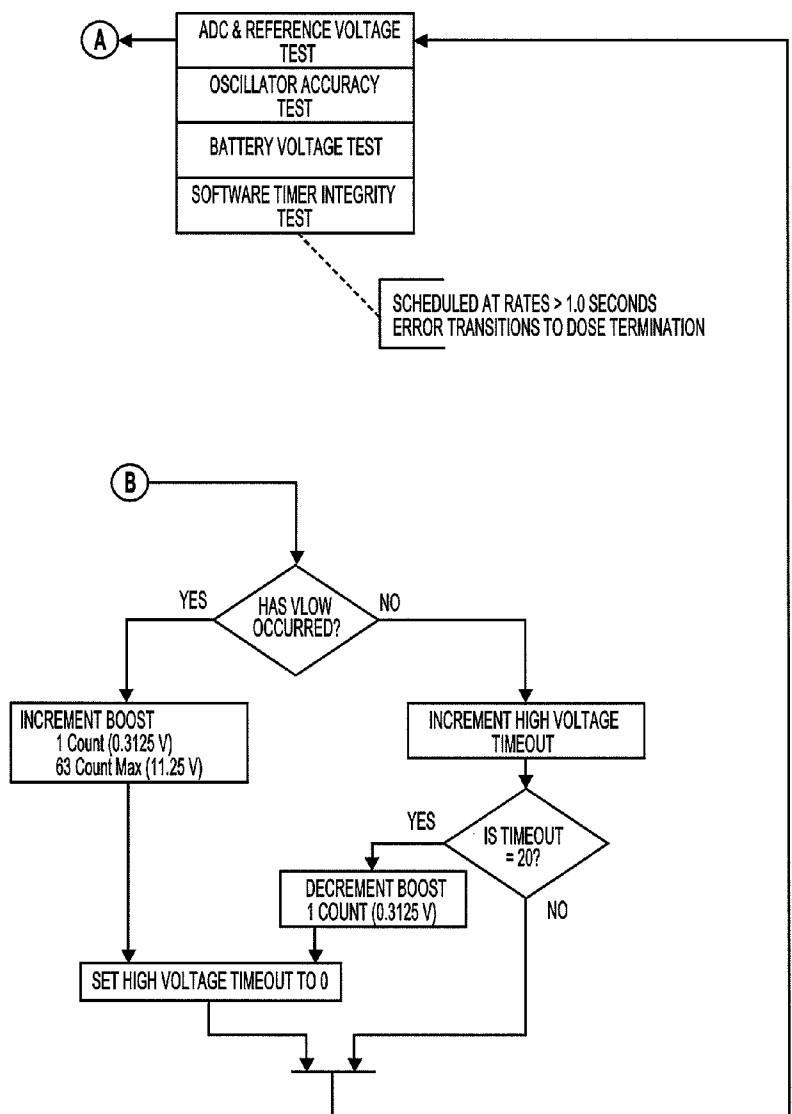 A
ADC & REFERENCE VOLTAGE
TEST
OSCILLATOR ACCURACY
TEST
BATTERY VOLTAGE TEST
SOFTWARE TIMER INTEGRITY
TEST
SCHEDULED AT RATES > 1.0 SECONDS
ERROR TRANSITIONS TO DOSE TERMINATION
B
YES
HAS VLOW
OCCURRED?
NO
INCREMENT BOOST
1 Count (0.3125 V)
63 Count Max (11.25 V)
INCREMENT HIGH VOLTAGE
TIMEOUT
YES
IS TIMEOUT
= 20?
DECREMENT BOOST
1 COUNT (0.3125 V)
NO
SET HIGH VOLTAGE TIMEOUT TO 0